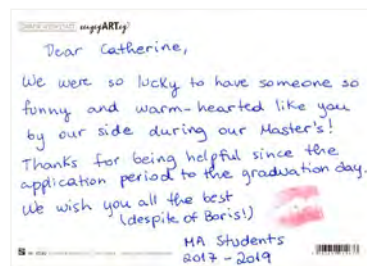 enjoyARTcy
Dear Catherine,
We were so lucky to have someone so
funny and warm-hearted like you
by our side during our Master's!
Thanks for being helpful since the
application period to the graduation day.
We wish you all the best
(despite of Boris!)
MA Students
2017-2019